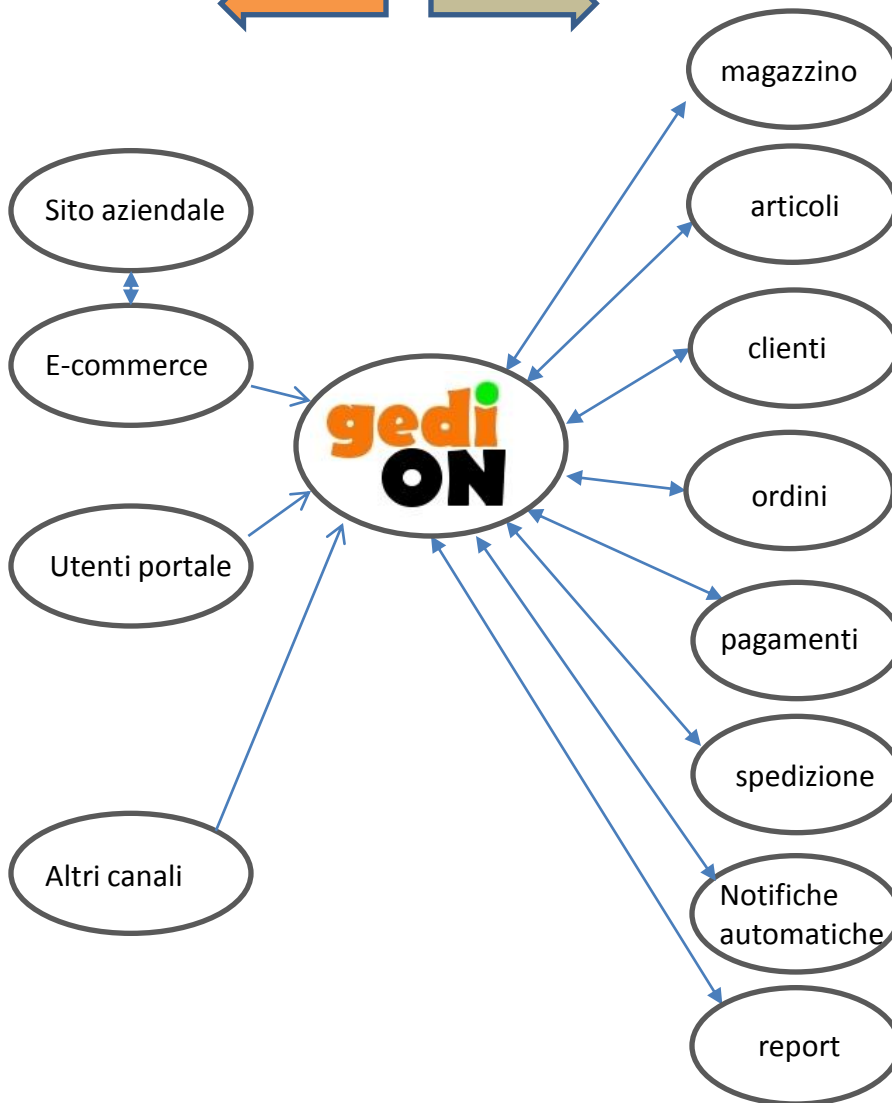 magazzino
Sito aziendale
articoli
E-commerce
clienti
gedi
ON
ordini
Utenti portale
pagamenti
spedizione
Altri canali
Notifiche
automatiche
report